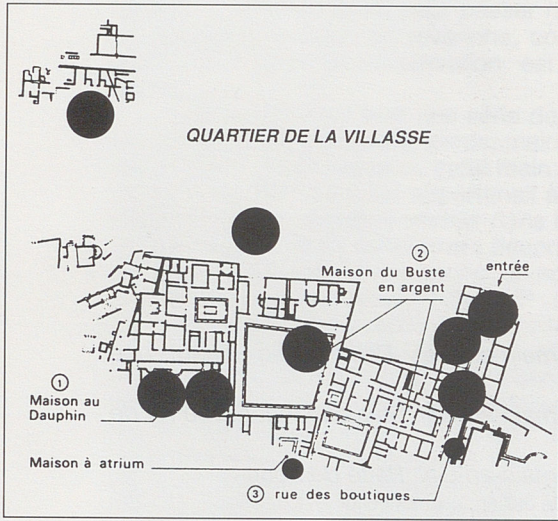 QUARTIER DE LA VILLASSE
②
Maison du Buste
en argent
entrée
①
Maison au
Dauphin
Maison à atrium
③ rue des boutiques